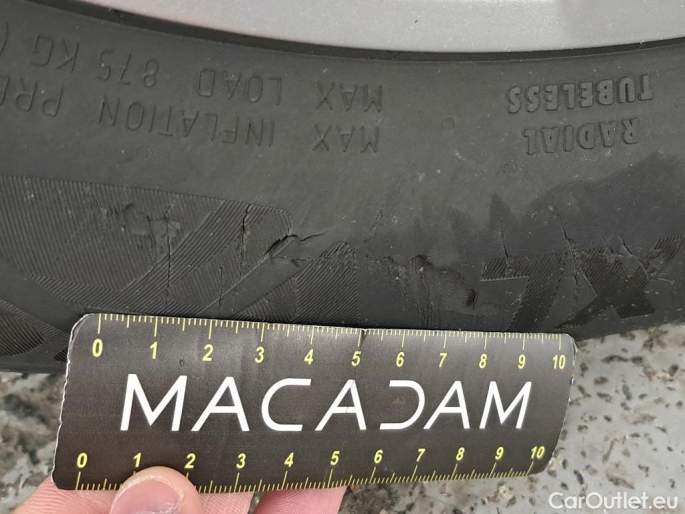 RADIAL
TUBELESS
MAX INFLATION
MAX LOAD 875 KG (
XL
0 1 2 3 4 5 6 7 8 9 10
MACADAM
0 1 2 3 4 5 6 7 8 9 10
CarOutlet.eu